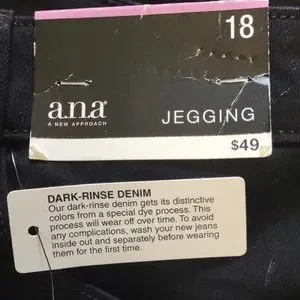 18
a.n.a
A NEW APPROACH
JEGGING
$49
DARK-RINSE DENIM
Our dark-rinse denim gets its distinctive
colors from a special dye process. This
process will wear off over time. To avoid
any complications, wash your new jeans
inside out and separately before wearing
them for the first time.